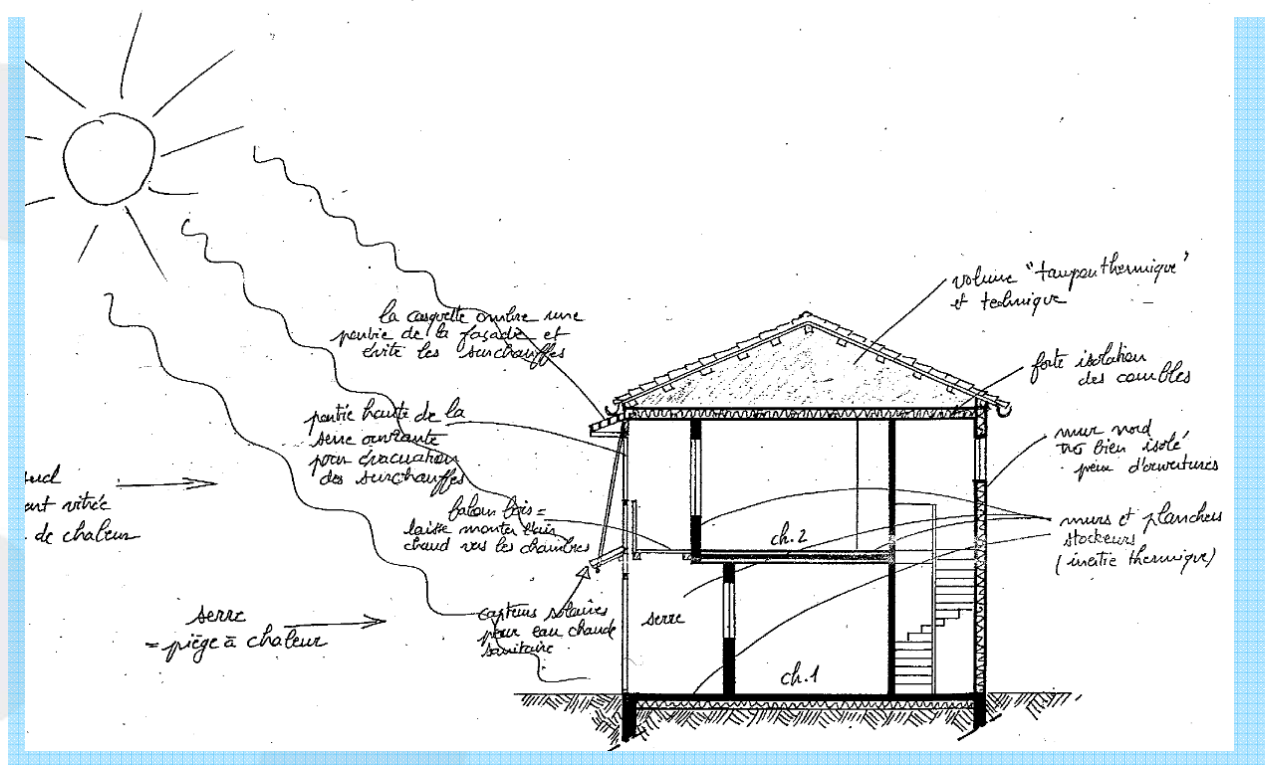 la casquette ombre une
partie de la façade et
évite les surchauffes
partie haute de la
serre ouvrante
pour évacuation
des surchauffes
balcon bois =
laisse monter l'air
chaud vers les chambres
capteurs solaires
pour eau chaude
sanitaire
serre
= piège à chaleur
ud
ant vitrée
de chaleur
volume "tampon thermique"
et technique
forte isolation
des combles
mur nord
très bien isolé
peu d'ouvertures
murs et planchers
stockeurs
(inertie thermique)
ch.2
serre
ch.1